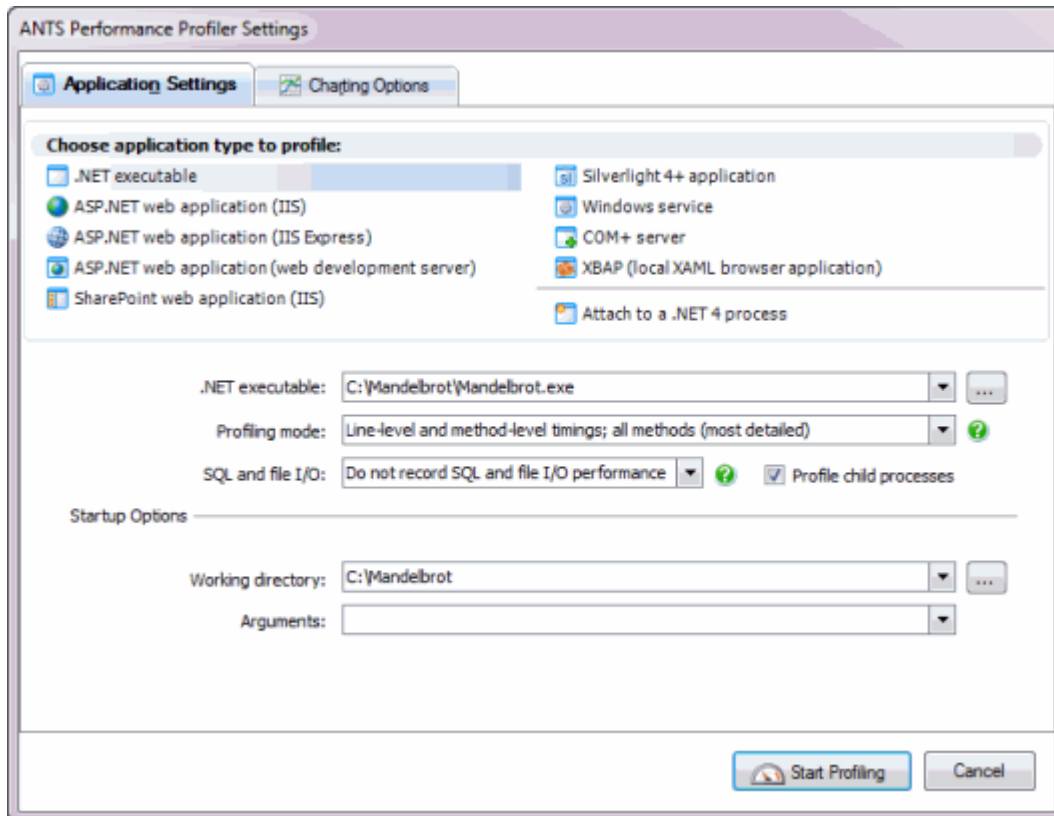 ANTS Performance Profiler Settings
Application Settings
Charting Options
Choose application type to profile:
.NET executable
ASP.NET web application (IIS)
ASP.NET web application (IIS Express)
ASP.NET web application (web development server)
SharePoint web application (IIS)
Silverlight 4+ application
Windows service
COM+ server
XBAP (local XAML browser application)
Attach to a .NET 4 process
.NET executable: C:\Mandelbrot\Mandelbrot.exe ...
Profiling mode: Line-level and method-level timings; all methods (most detailed) ?
SQL and file I/O: Do not record SQL and file I/O performance ? Profile child processes
Startup Options
Working directory: C:\Mandelbrot ...
Arguments:
Start Profiling
Cancel